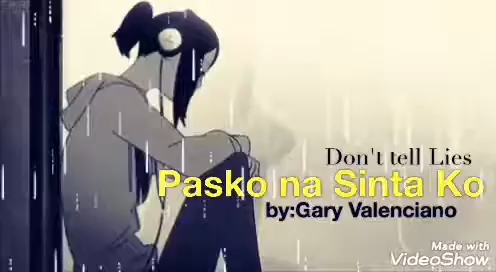 Don't tell Lies
Pasko na Sinta Ko
by:Gary Valenciano
Made with
VideoShow